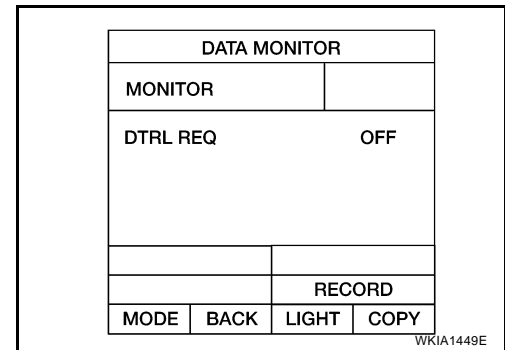 DATA MONITOR
MONITOR
DTRL REQ OFF
RECORD
MODE BACK LIGHT COPY
WKIA1449E